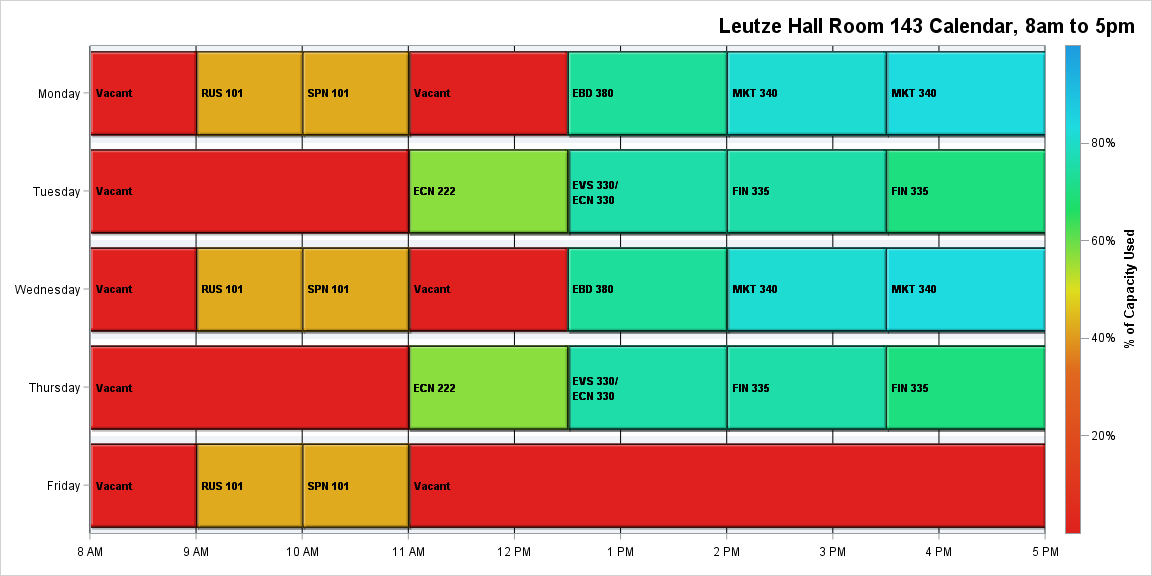 Leutze Hall Room 143 Calendar, 8am to 5pm
Monday
Vacant
RUS 101
SPN 101
Vacant
EBD 380
MKT 340
MKT 340
Tuesday
Vacant
ECN 222
EVS 330/
ECN 330
FIN 335
FIN 335
Wednesday
Vacant
RUS 101
SPN 101
Vacant
EBD 380
MKT 340
MKT 340
Thursday
Vacant
ECN 222
EVS 330/
ECN 330
FIN 335
FIN 335
Friday
Vacant
RUS 101
SPN 101
Vacant
8 AM
9 AM
10 AM
11 AM
12 PM
1 PM
2 PM
3 PM
4 PM
5 PM
80%
60%
40%
20%
% of Capacity Used